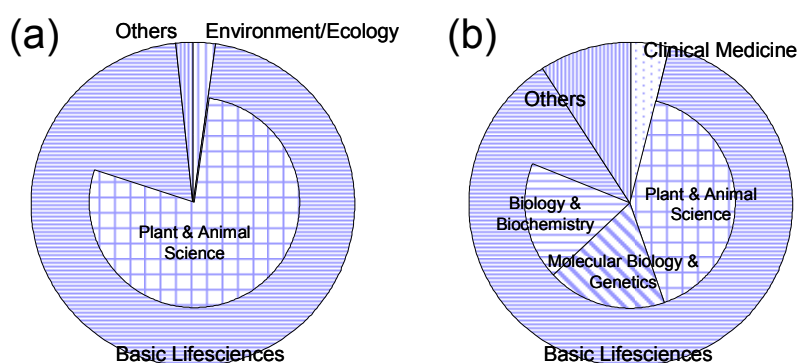 (a)
Others
Environment/Ecology
Plant & Animal
Science
Basic Lifesciences
(b)
Clinical Medicine
Others
Plant & Animal
Science
Biology &
Biochemistry
Molecular Biology &
Genetics
Basic Lifesciences